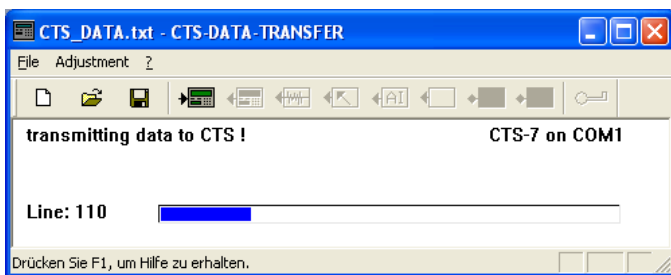 CTS_DATA.txt - CTS-DATA-TRANSFER
File Adjustment ?
AI
transmitting data to CTS ! CTS-7 on COM1
Line: 110
Drücken Sie F1, um Hilfe zu erhalten.